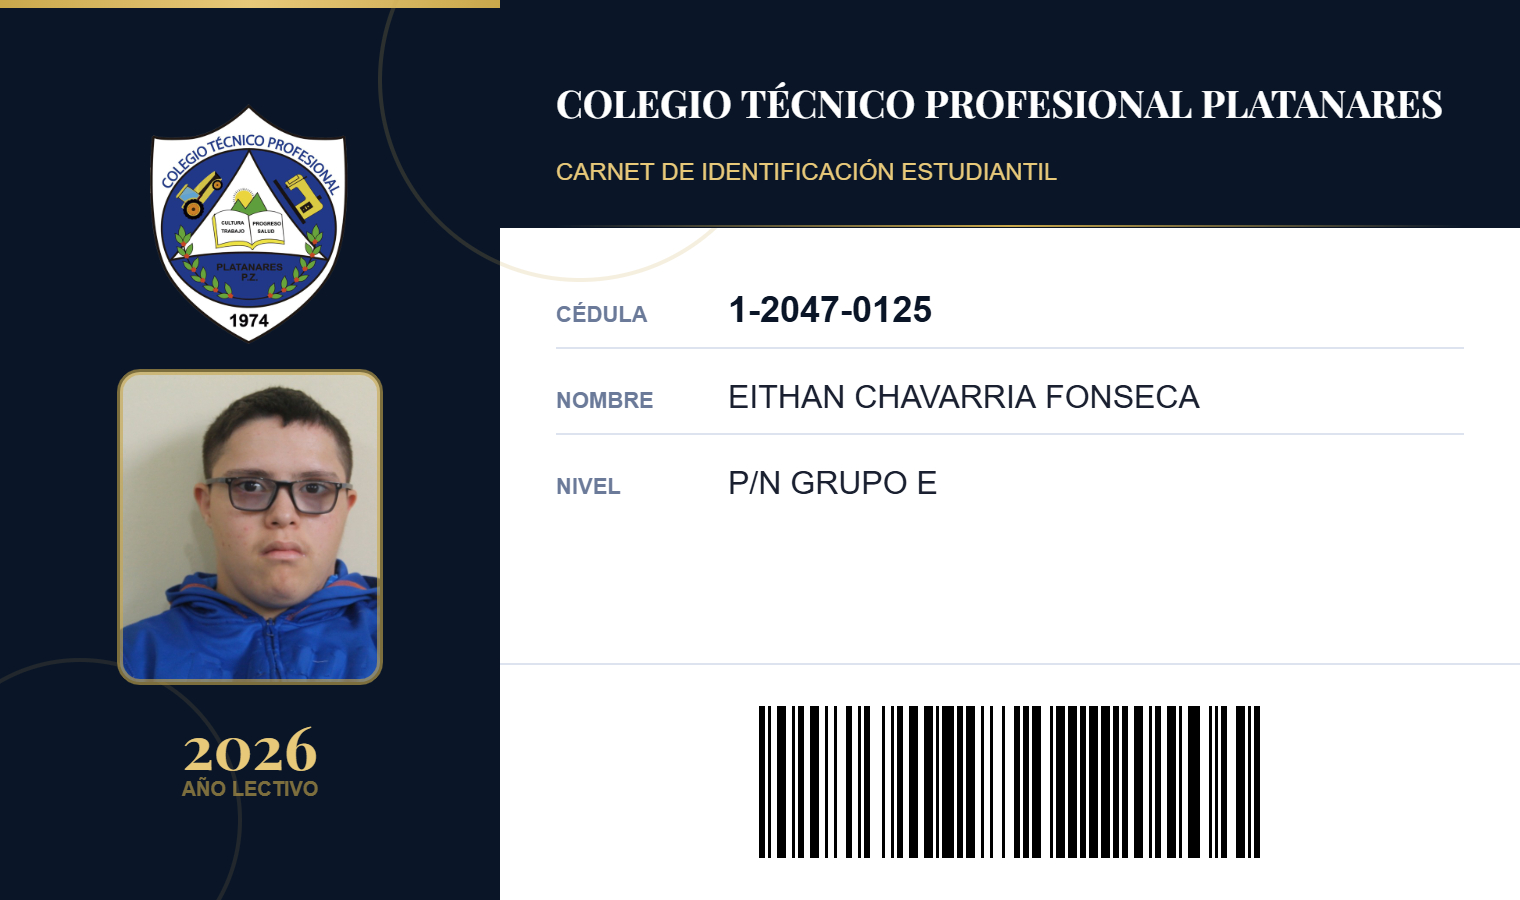 COLEGIO TÉCNICO PROFESIONAL
CULTURA PROGRESO
TRABAJO SALUD
PLATANARES
P.Z.
1974
2026
AÑO LECTIVO
COLEGIO TÉCNICO PROFESIONAL PLATANARES
CARNET DE IDENTIFICACIÓN ESTUDIANTIL
CÉDULA 1-2047-0125
NOMBRE EITHAN CHAVARRIA FONSECA
NIVEL P/N GRUPO E